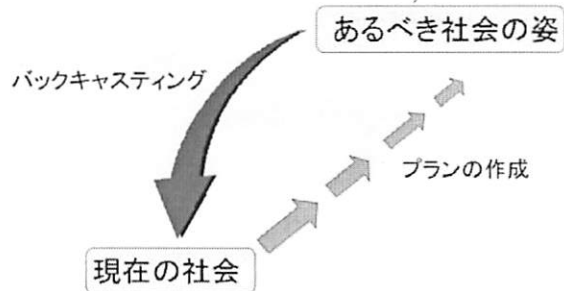 あるべき社会の姿
バックキャスティング
プランの作成
現在の社会